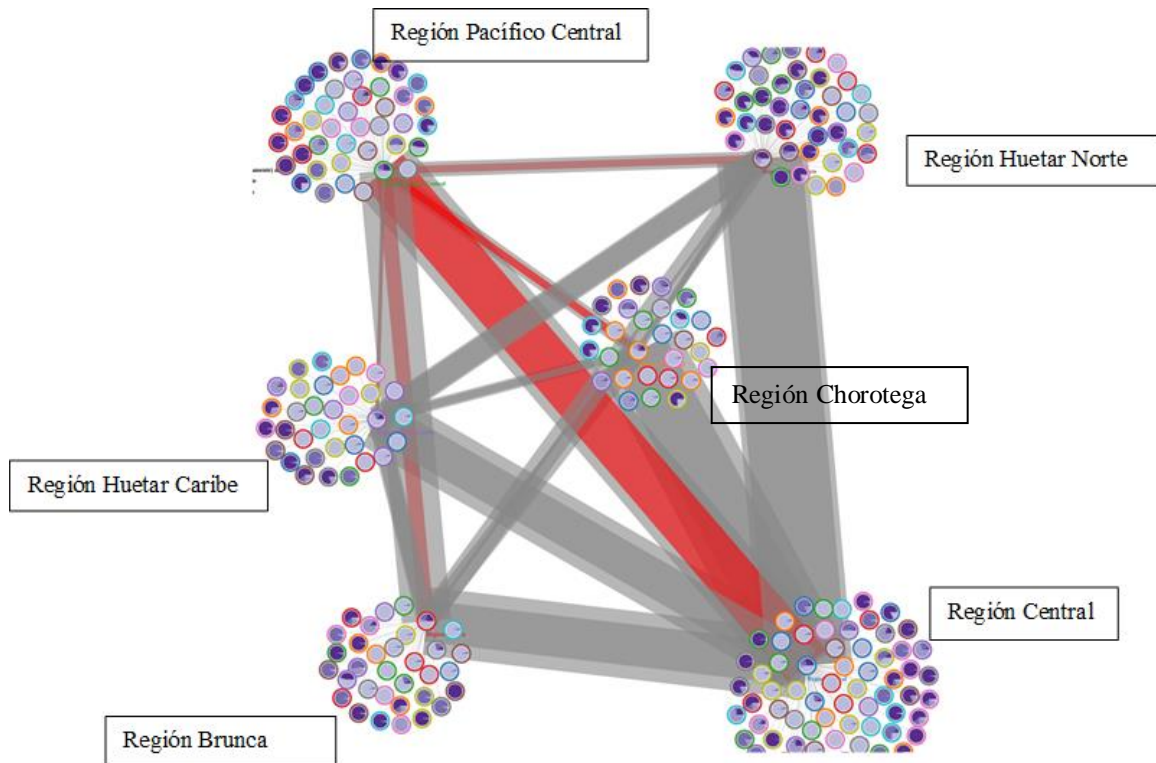 Región Pacífico Central
Región Huetar Norte
Región Chorotega
Región Huetar Caribe
Región Central
Región Brunca